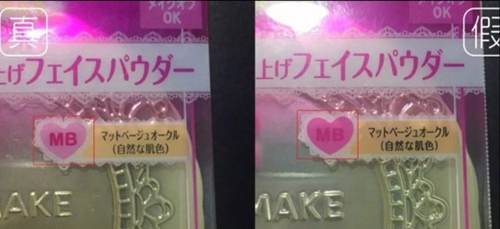 真
メイクオフ
OK
上げフェイスパウダー
MB
マットベージュオークル
(自然な肌色)
MAKE
假
メイクオフ
OK
上げフェイスパウダー
MB
マットベージュオークル
(自然な肌色)
MAKE